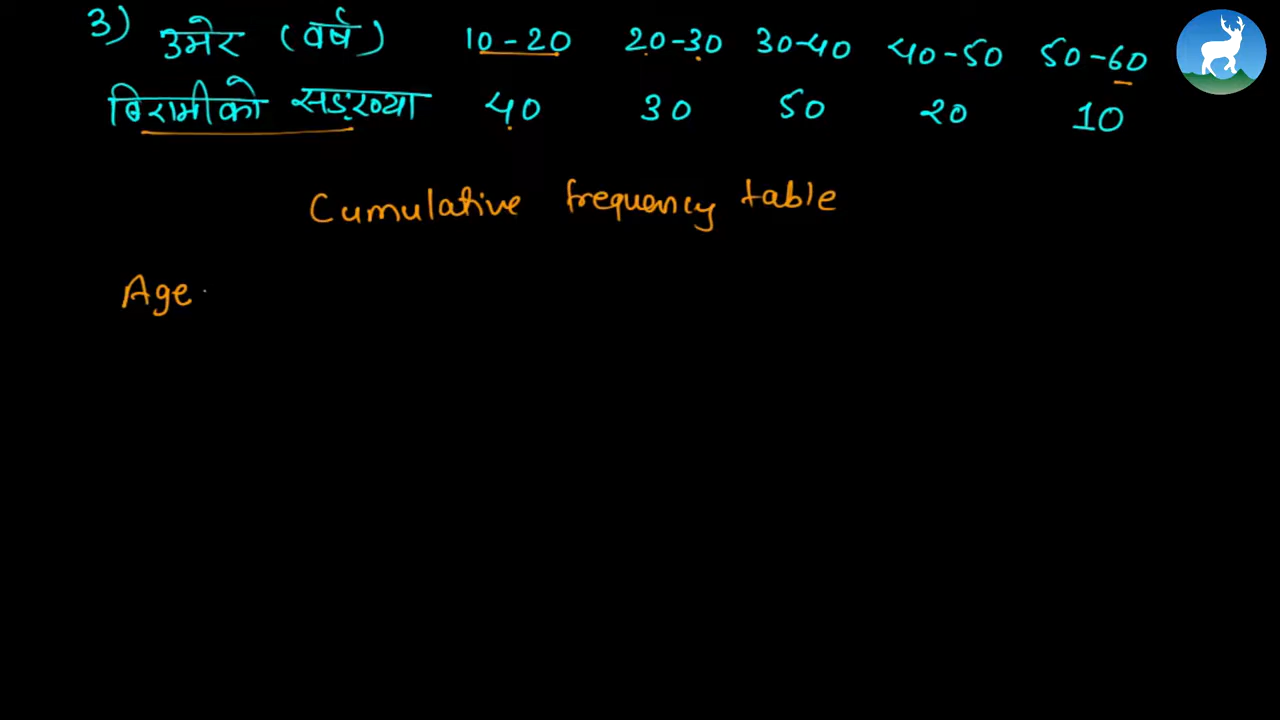 3) उमेर (वर्ष) 10-20 20-30 30-40 40-50 50-60
बिरामीको सङ्ख्या 40 30 50 20 10
Cumulative frequency table
Age